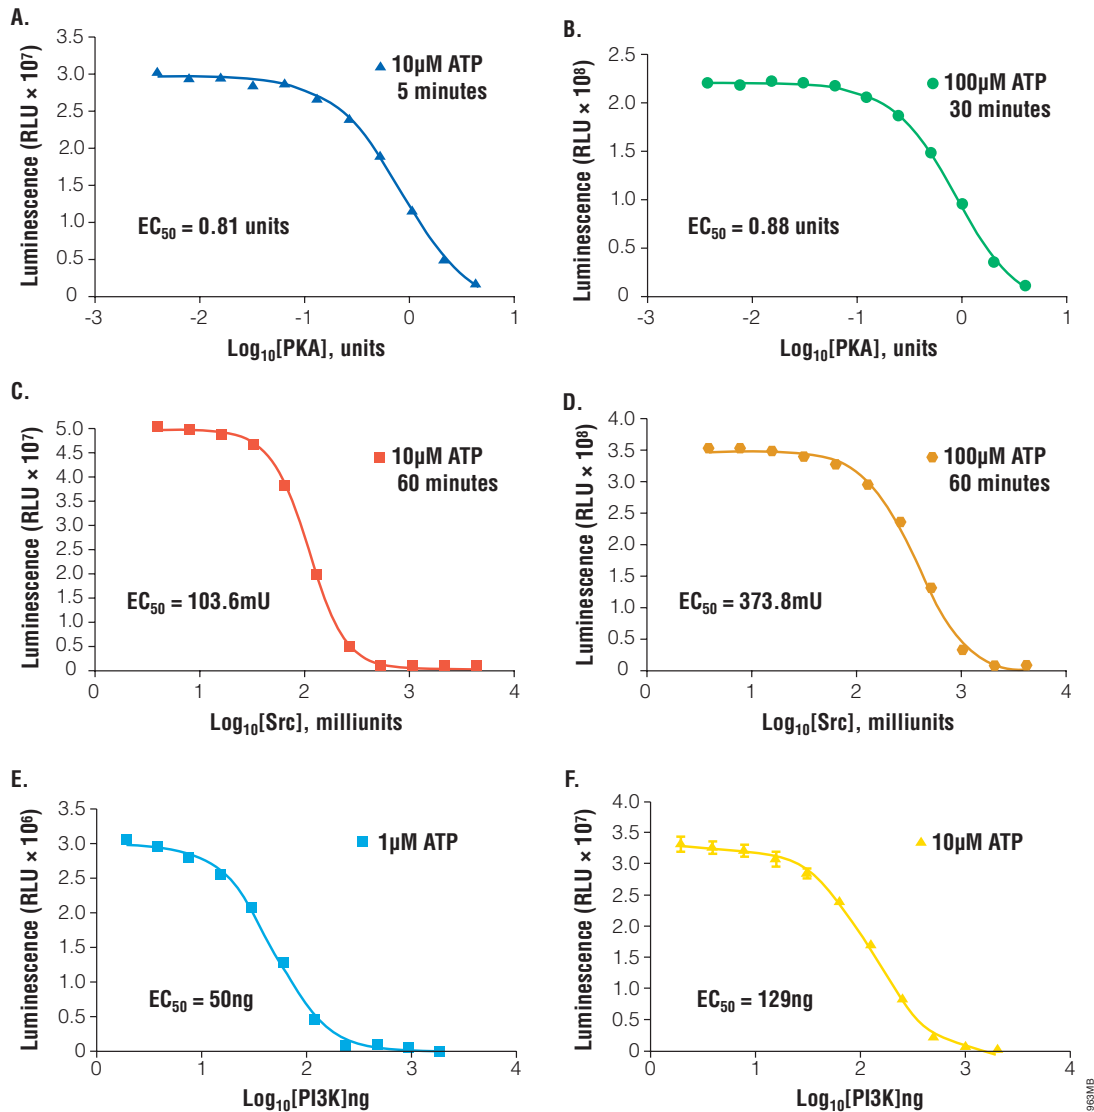 A.
Luminescence (RLU × 10⁷)
3.5
3.0
2.5
2.0
1.5
1.0
0.5
0
-3
-2
-1
0
1
10µM ATP
5 minutes
EC₅₀ = 0.81 units
Log₁₀[PKA], units
B.
Luminescence (RLU × 10⁸)
2.5
2.0
1.5
1.0
0.5
0
-3
-2
-1
0
1
100µM ATP
30 minutes
EC₅₀ = 0.88 units
Log₁₀[PKA], units
C.
Luminescence (RLU × 10⁷)
5.0
4.5
4.0
3.5
3.0
2.5
2.0
1.5
1.0
0.5
0
0
1
2
3
4
10µM ATP
60 minutes
EC₅₀ = 103.6mU
Log₁₀[Src], milliunits
D.
Luminescence (RLU × 10⁸)
4.0
3.5
3.0
2.5
2.0
1.5
1.0
0.5
0
0
1
2
3
4
100µM ATP
60 minutes
EC₅₀ = 373.8mU
Log₁₀[Src], milliunits
E.
Luminescence (RLU × 10⁶)
3.5
3.0
2.5
2.0
1.5
1.0
0.5
0
0
1
2
3
4
1µM ATP
EC₅₀ = 50ng
Log₁₀[PI3K]ng
F.
Luminescence (RLU × 10⁷)
4.0
3.5
3.0
2.5
2.0
1.5
1.0
0.5
0
0
1
2
3
4
10µM ATP
EC₅₀ = 129ng
Log₁₀[PI3K]ng
963MB